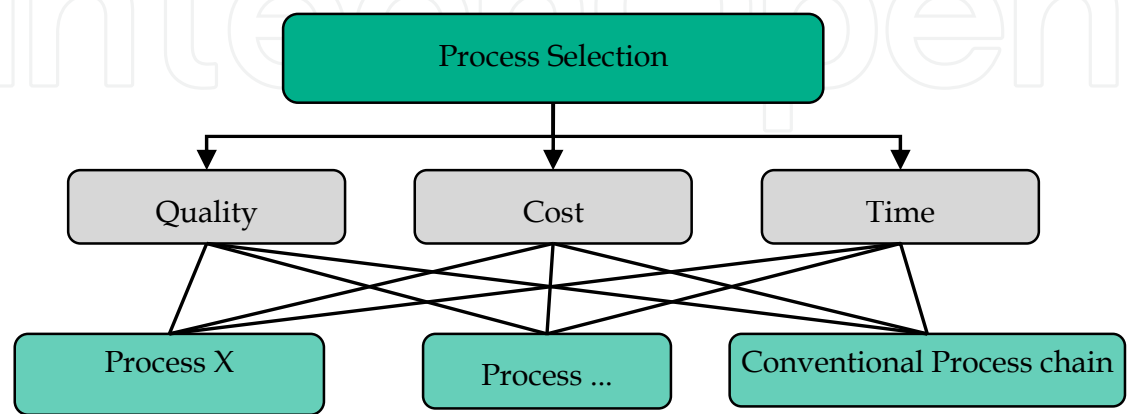 Process Selection
Quality
Cost
Time
Process X
Process ...
Conventional Process chain